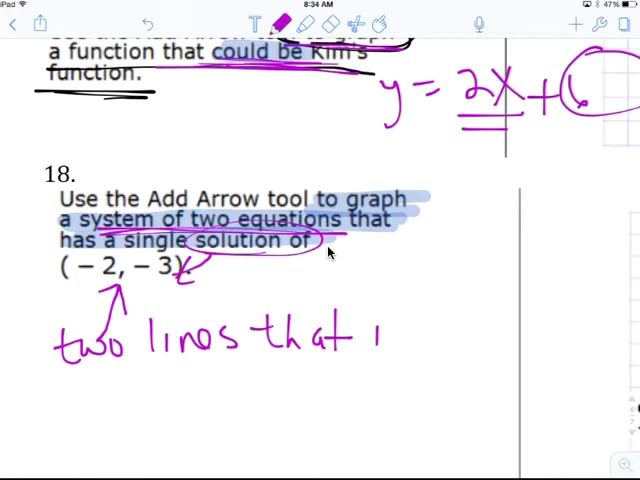 iPad
8:34 AM
47%
a function that could be Kim's
function.
y = 2x + 6
18.
Use the Add Arrow tool to graph
a system of two equations that
has a single solution of
(−2, −3).
two lines that